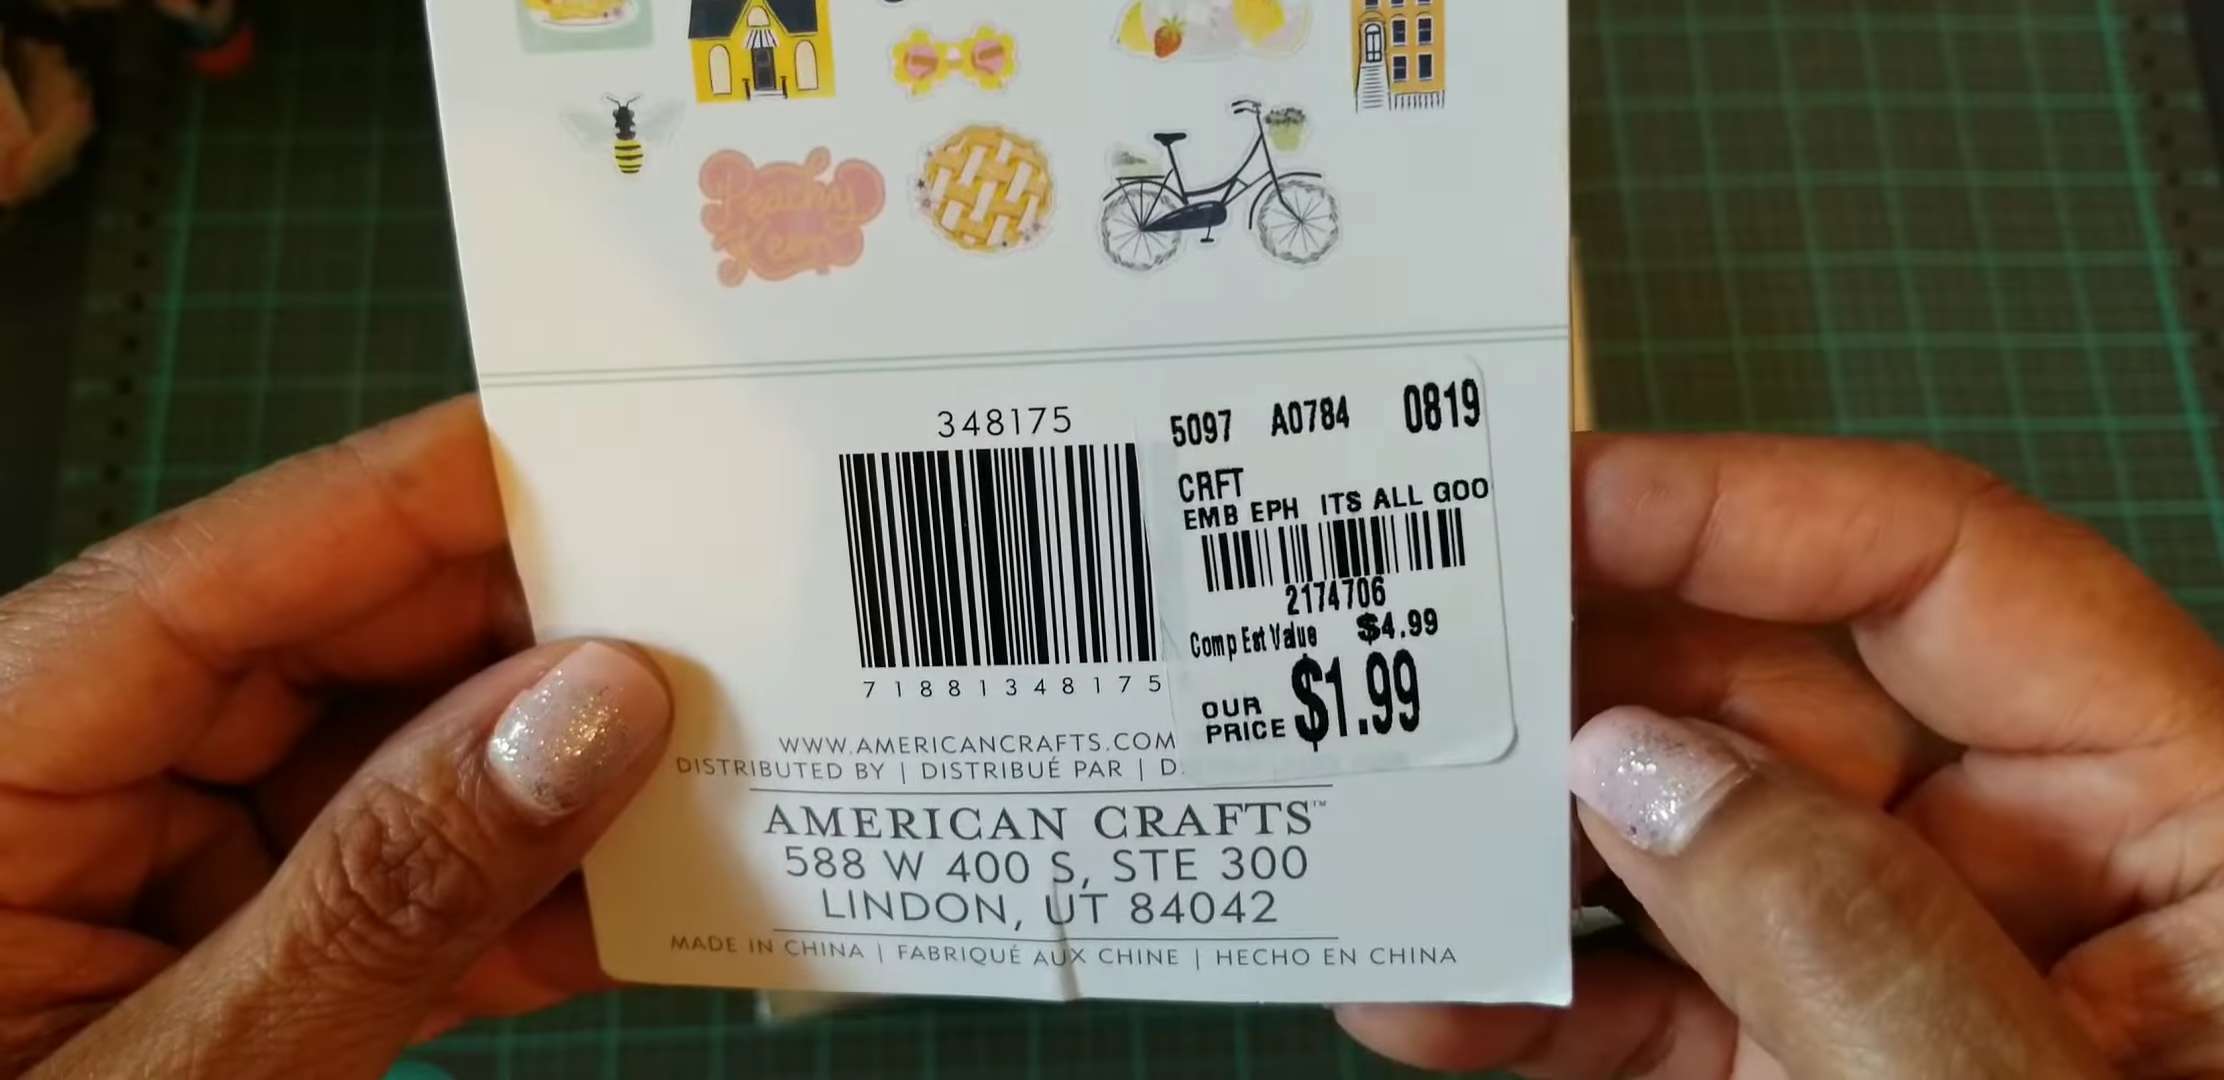 Peachy
Keen
348175
71881348175
5097 A0784 0819
CRFT
EMB EPH ITS ALL GOO
2174706
Comp Est Value $4.99
OUR
PRICE $1.99
WWW.AMERICANCRAFTS.COM
DISTRIBUTED BY | DISTRIBUÉ PAR | D
AMERICAN CRAFTS™
588 W 400 S, STE 300
LINDON, UT 84042
MADE IN CHINA | FABRIQUÉ AUX CHINE | HECHO EN CHINA